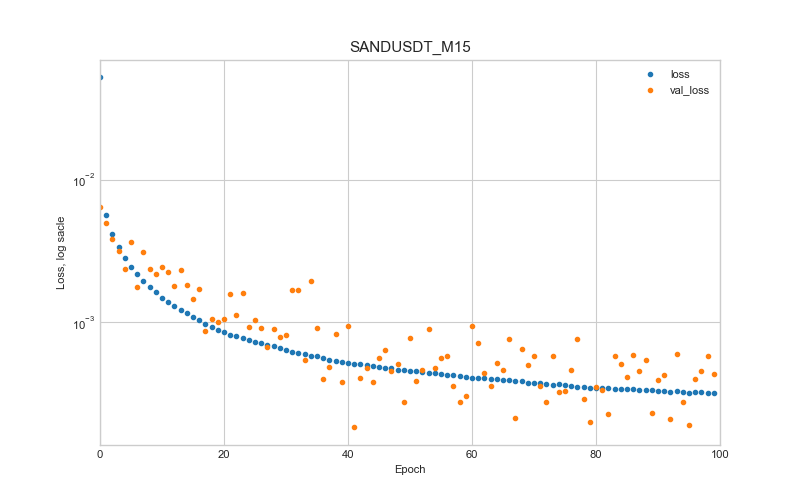 SANDUSDT_M15
loss
val_loss
10⁻²
10⁻³
Loss, log sacle
0 20 40 60 80 100
Epoch